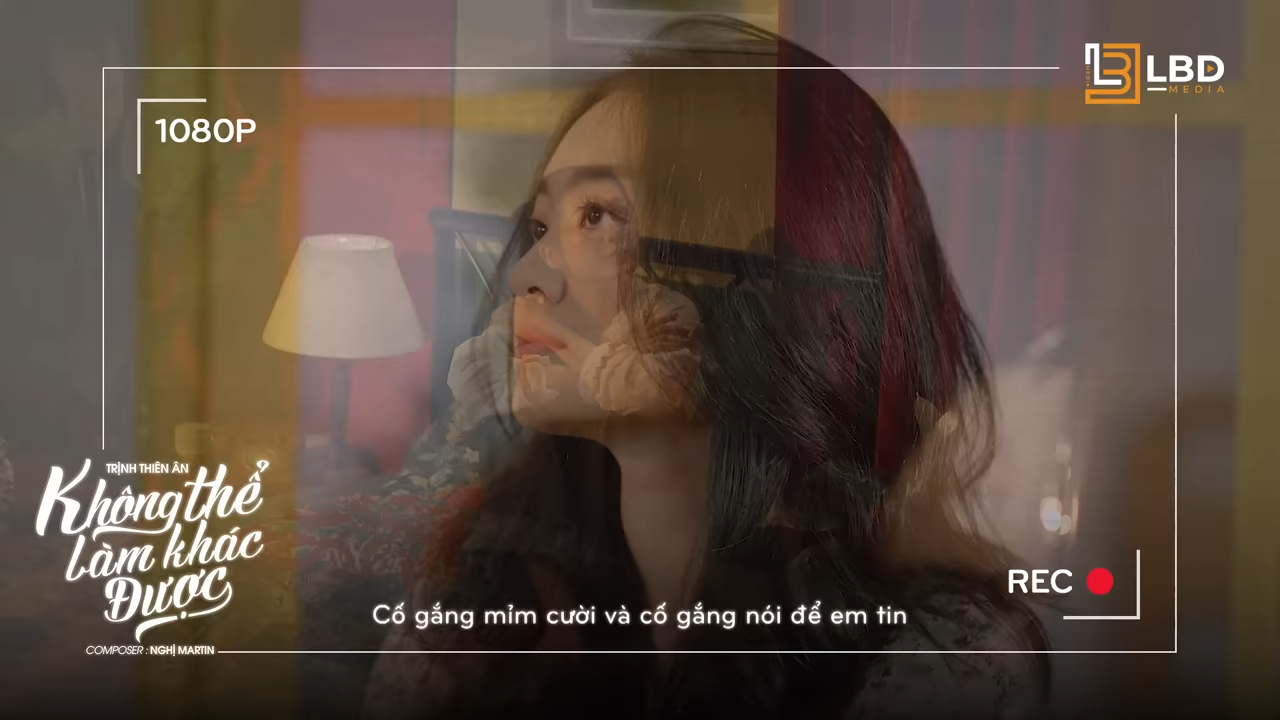 LBD
MEDIA
1080P
TRỊNH THIÊN ÂN
Không thể
làm khác
Được
COMPOSER : NGHỊ MARTIN
REC
Cố gắng mỉm cười và cố gắng nói để em tin